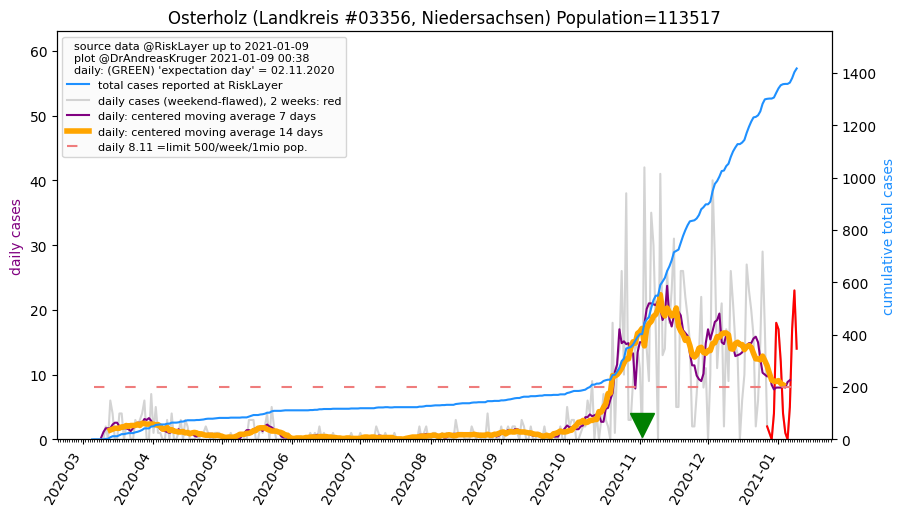 Osterholz (Landkreis #03356, Niedersachsen) Population=113517
source data @RiskLayer up to 2021-01-09
plot @DrAndreasKruger 2021-01-09 00:38
daily: (GREEN) 'expectation day' = 02.11.2020
total cases reported at RiskLayer
daily cases (weekend-flawed), 2 weeks: red
daily: centered moving average 7 days
daily: centered moving average 14 days
daily 8.11 =limit 500/week/1mio pop.
daily cases
60
50
40
30
20
10
0
cumulative total cases
1400
1200
1000
800
600
400
200
0
2020-03
2020-04
2020-05
2020-06
2020-07
2020-08
2020-09
2020-10
2020-11
2020-12
2021-01